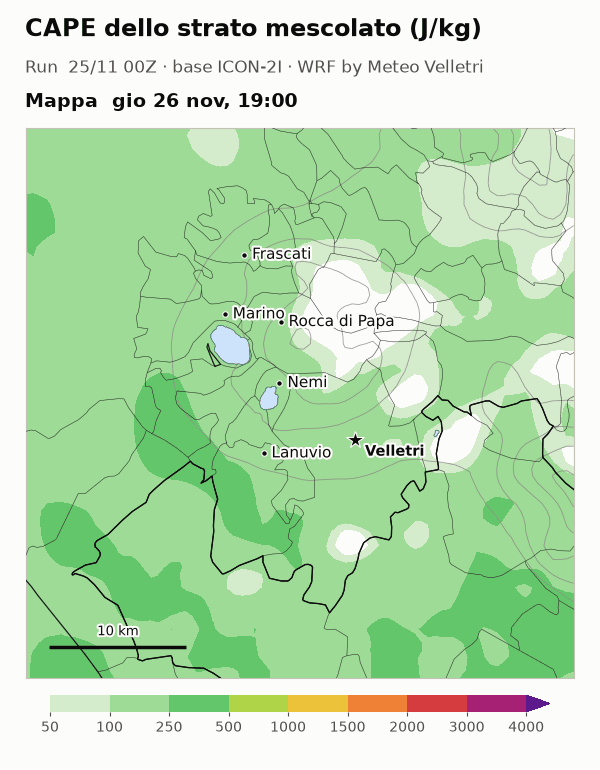 CAPE dello strato mescolato (J/kg)
Run  25/11 00Z · base ICON-2I · WRF by Meteo Velletri
Mappa  gio 26 nov, 19:00
Frascati
Marino
Rocca di Papa
Nemi
Velletri
Lanuvio
10 km
50 100 250 500 1000 1500 2000 3000 4000